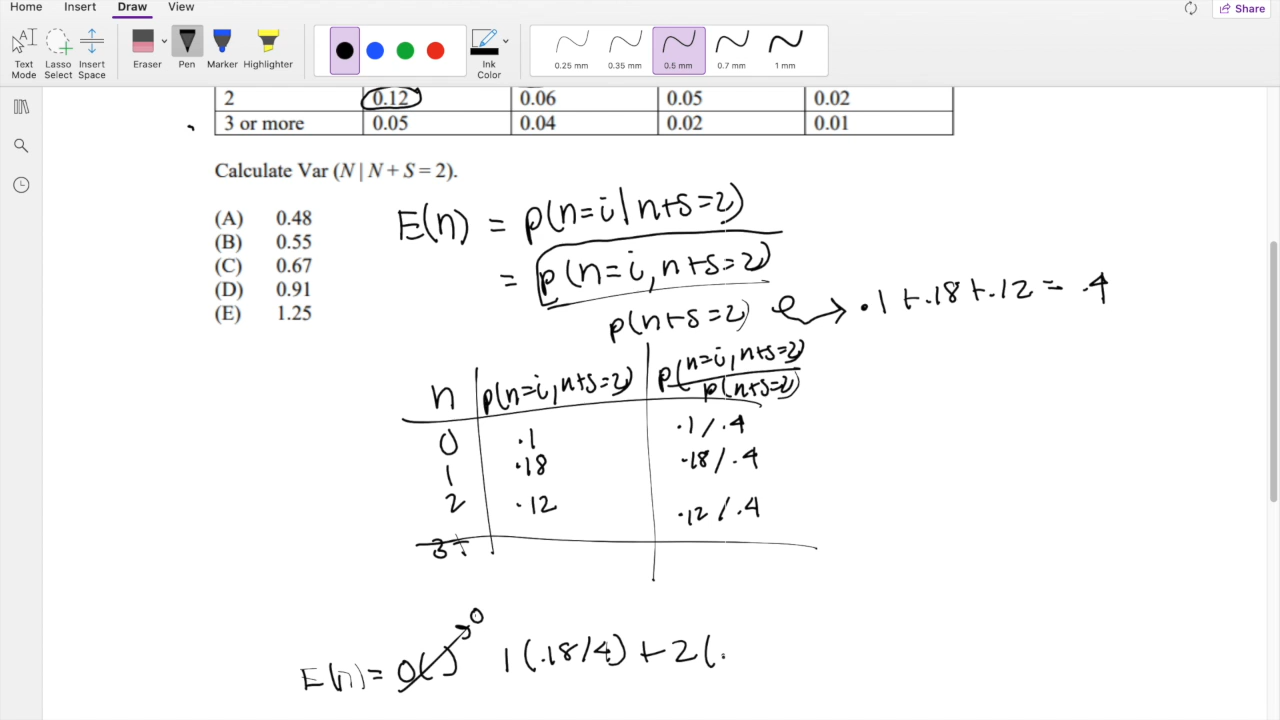 Home Insert Draw View Share
Text Mode Lasso Select Insert Space Eraser Pen Marker Highlighter Ink Color 0.25 mm 0.35 mm 0.5 mm 0.7 mm 1 mm
2 0.12 0.06 0.05 0.02
3 or more 0.05 0.04 0.02 0.01
Calculate Var (N | N + S = 2).
(A) 0.48
(B) 0.55
(C) 0.67
(D) 0.91
(E) 1.25
E(n) = p(n=i | n+s=2)
= p(n=i, n+s=2)
p(n+s=2) → .1 + .18 + .12 = .4
n p(n=i, n+s=2) p(n=i, n+s=2) / p(n+s=2)
0 .1 .1 / .4
1 .18 .18 / .4
2 .12 .12 / .4
3+
E(n) = 0( ) 0 1(.18/4) + 2(.